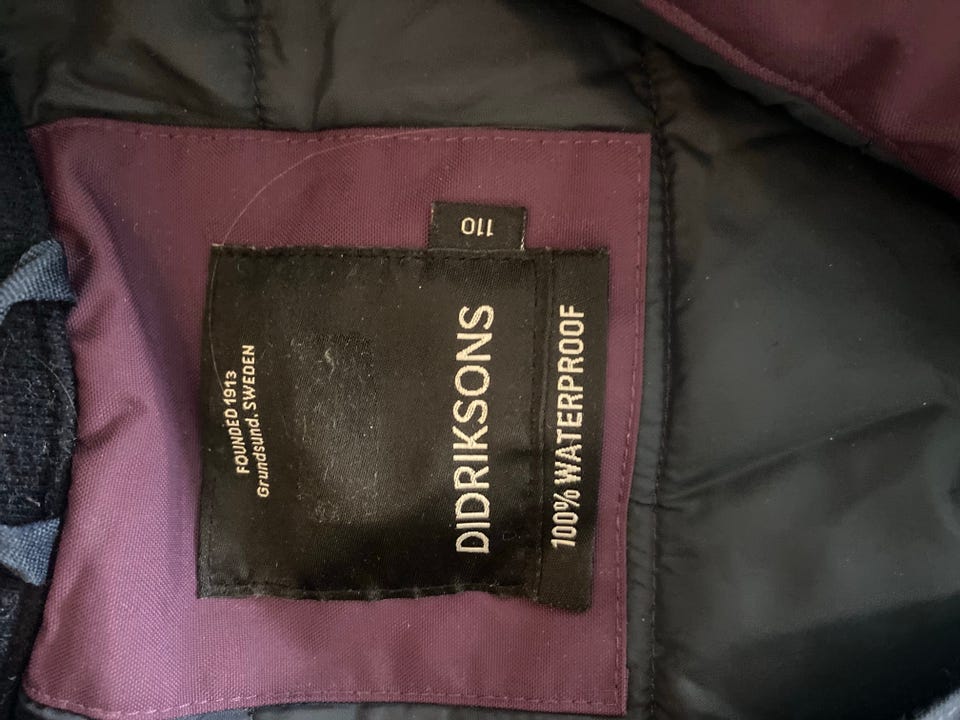 FOUNDED 1913
Grundsund. SWEDEN
DIDRIKSONS
100% WATERPROOF
110